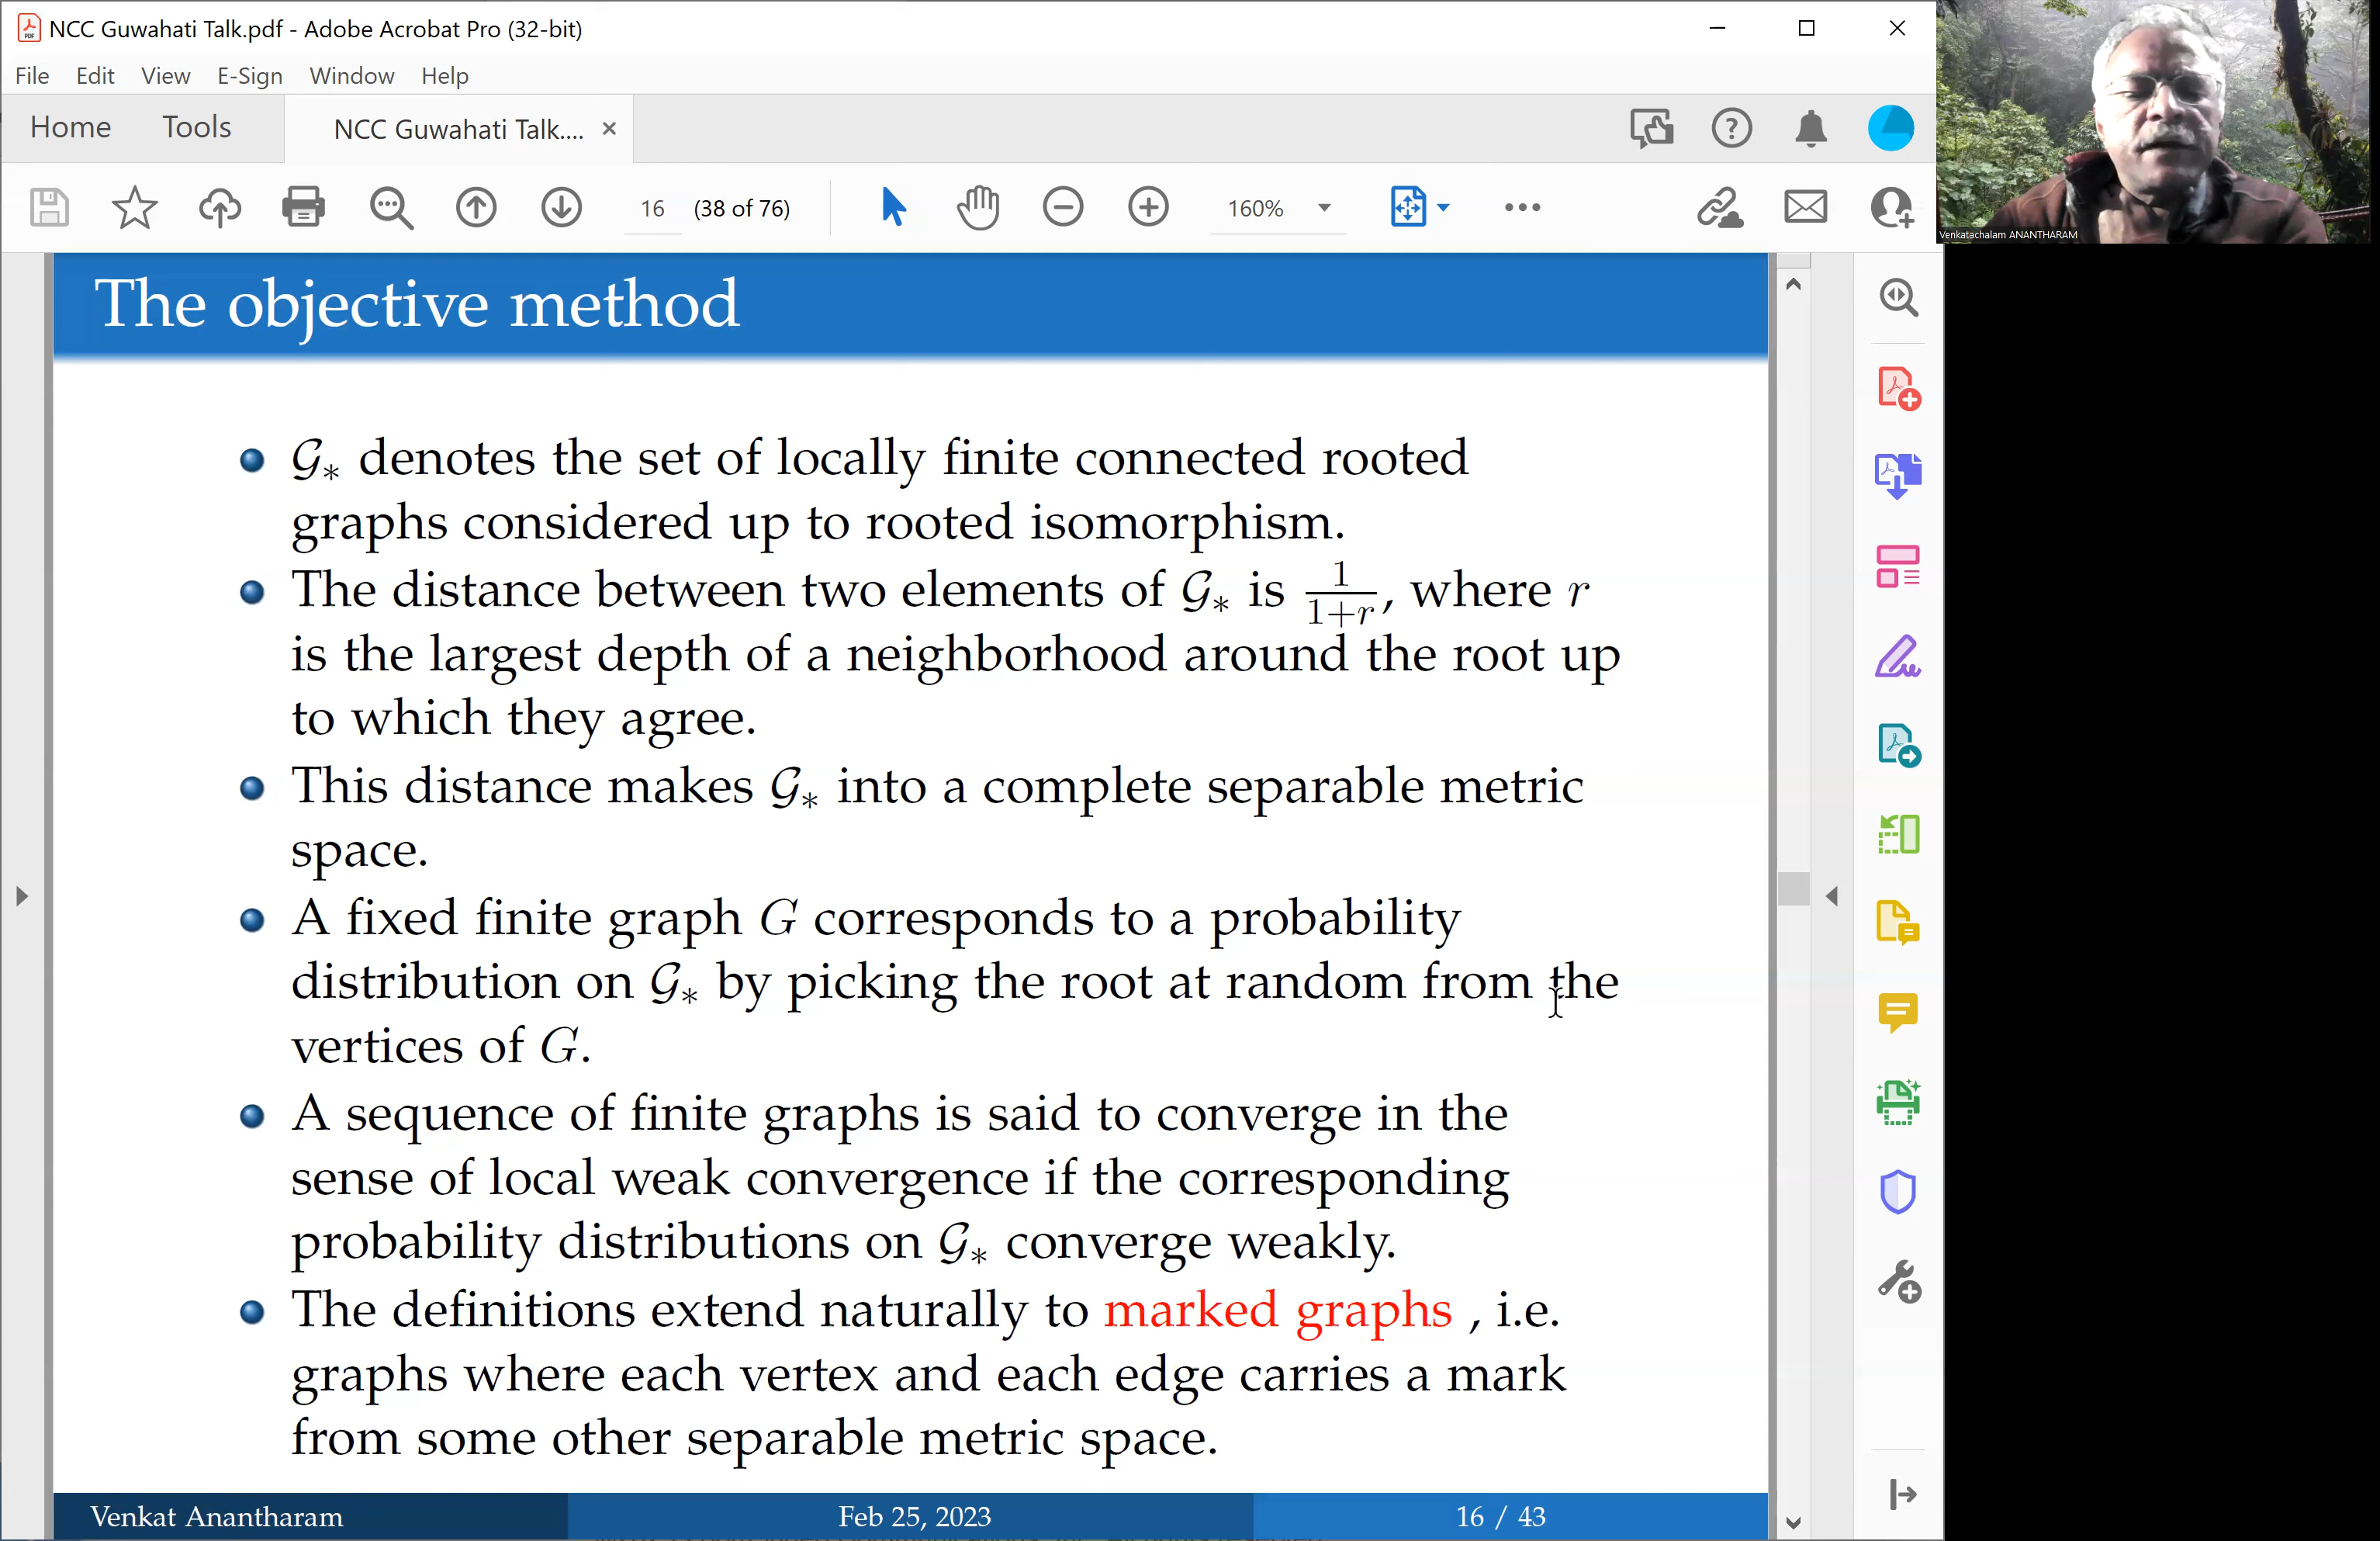 NCC Guwahati Talk.pdf - Adobe Acrobat Pro (32-bit)
File Edit View E-Sign Window Help
Home Tools NCC Guwahati Talk.... ×
16 (38 of 76) 160%
Venkatachalam ANANTHARAM
The objective method
𝒢∗ denotes the set of locally finite connected rooted
graphs considered up to rooted isomorphism.
The distance between two elements of 𝒢∗ is 1/(1+r), where r
is the largest depth of a neighborhood around the root up
to which they agree.
This distance makes 𝒢∗ into a complete separable metric
space.
A fixed finite graph G corresponds to a probability
distribution on 𝒢∗ by picking the root at random from the
vertices of G.
A sequence of finite graphs is said to converge in the
sense of local weak convergence if the corresponding
probability distributions on 𝒢∗ converge weakly.
The definitions extend naturally to marked graphs , i.e.
graphs where each vertex and each edge carries a mark
from some other separable metric space.
Venkat Anantharam Feb 25, 2023 16 / 43